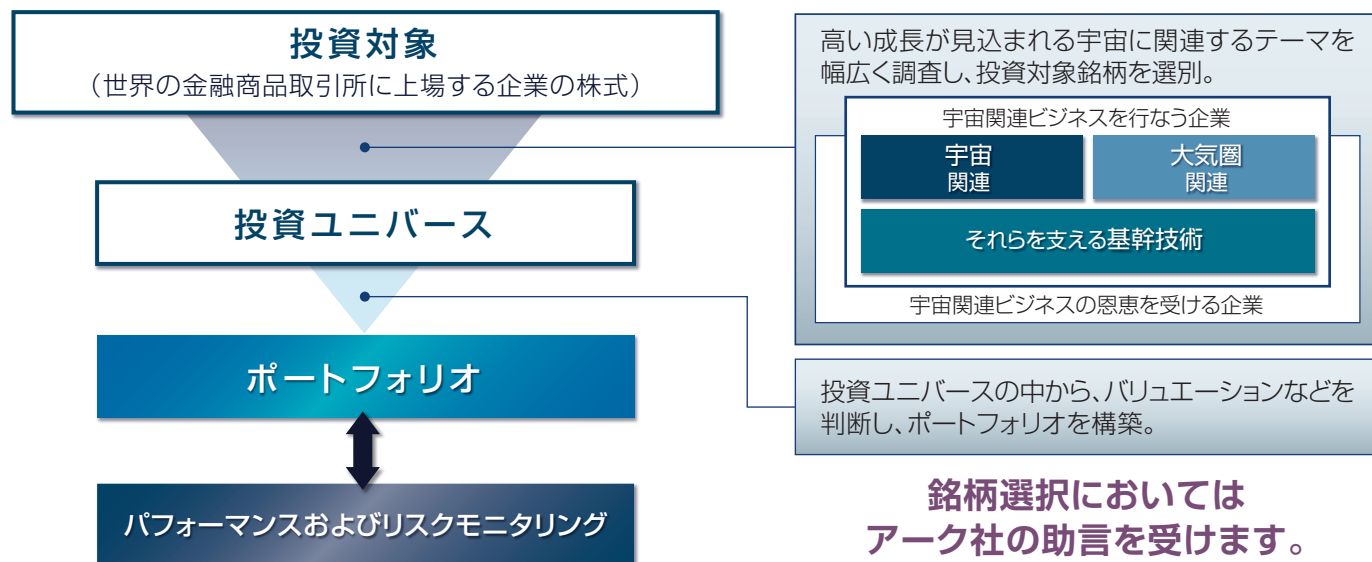 投資対象
（世界の金融商品取引所に上場する企業の株式）
投資ユニバース
ポートフォリオ
パフォーマンスおよびリスクモニタリング
高い成長が見込まれる宇宙に関連するテーマを
幅広く調査し、投資対象銘柄を選別。
宇宙関連ビジネスを行なう企業
宇宙
関連
大気圏
関連
それらを支える基幹技術
宇宙関連ビジネスの恩恵を受ける企業
投資ユニバースの中から、バリュエーションなどを
判断し、ポートフォリオを構築。
銘柄選択においては
アーク社の助言を受けます。